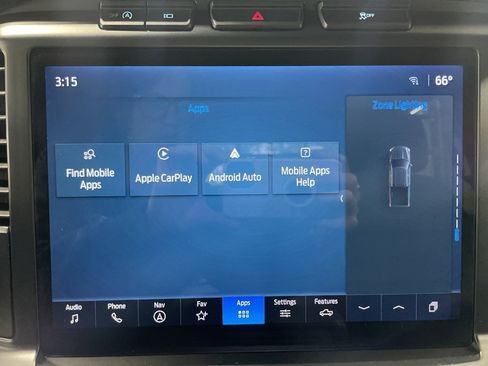 OFF
OFF
3:15
66°
Apps
Zone Lighting
Find Mobile
Apps
Apple CarPlay
Android Auto
Mobile Apps
Help
Audio
Phone
Nav
Fav
Apps
Settings
Features